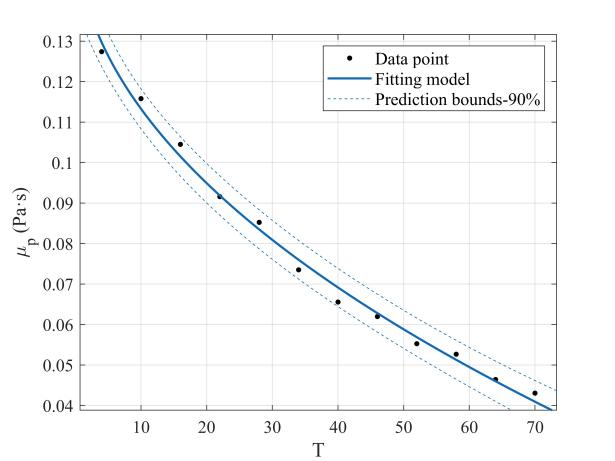 0.13
0.12
0.11
0.1
0.09
0.08
0.07
0.06
0.05
0.04
μp (Pa·s)
Data point
Fitting model
Prediction bounds-90%
10 20 30 40 50 60 70
T